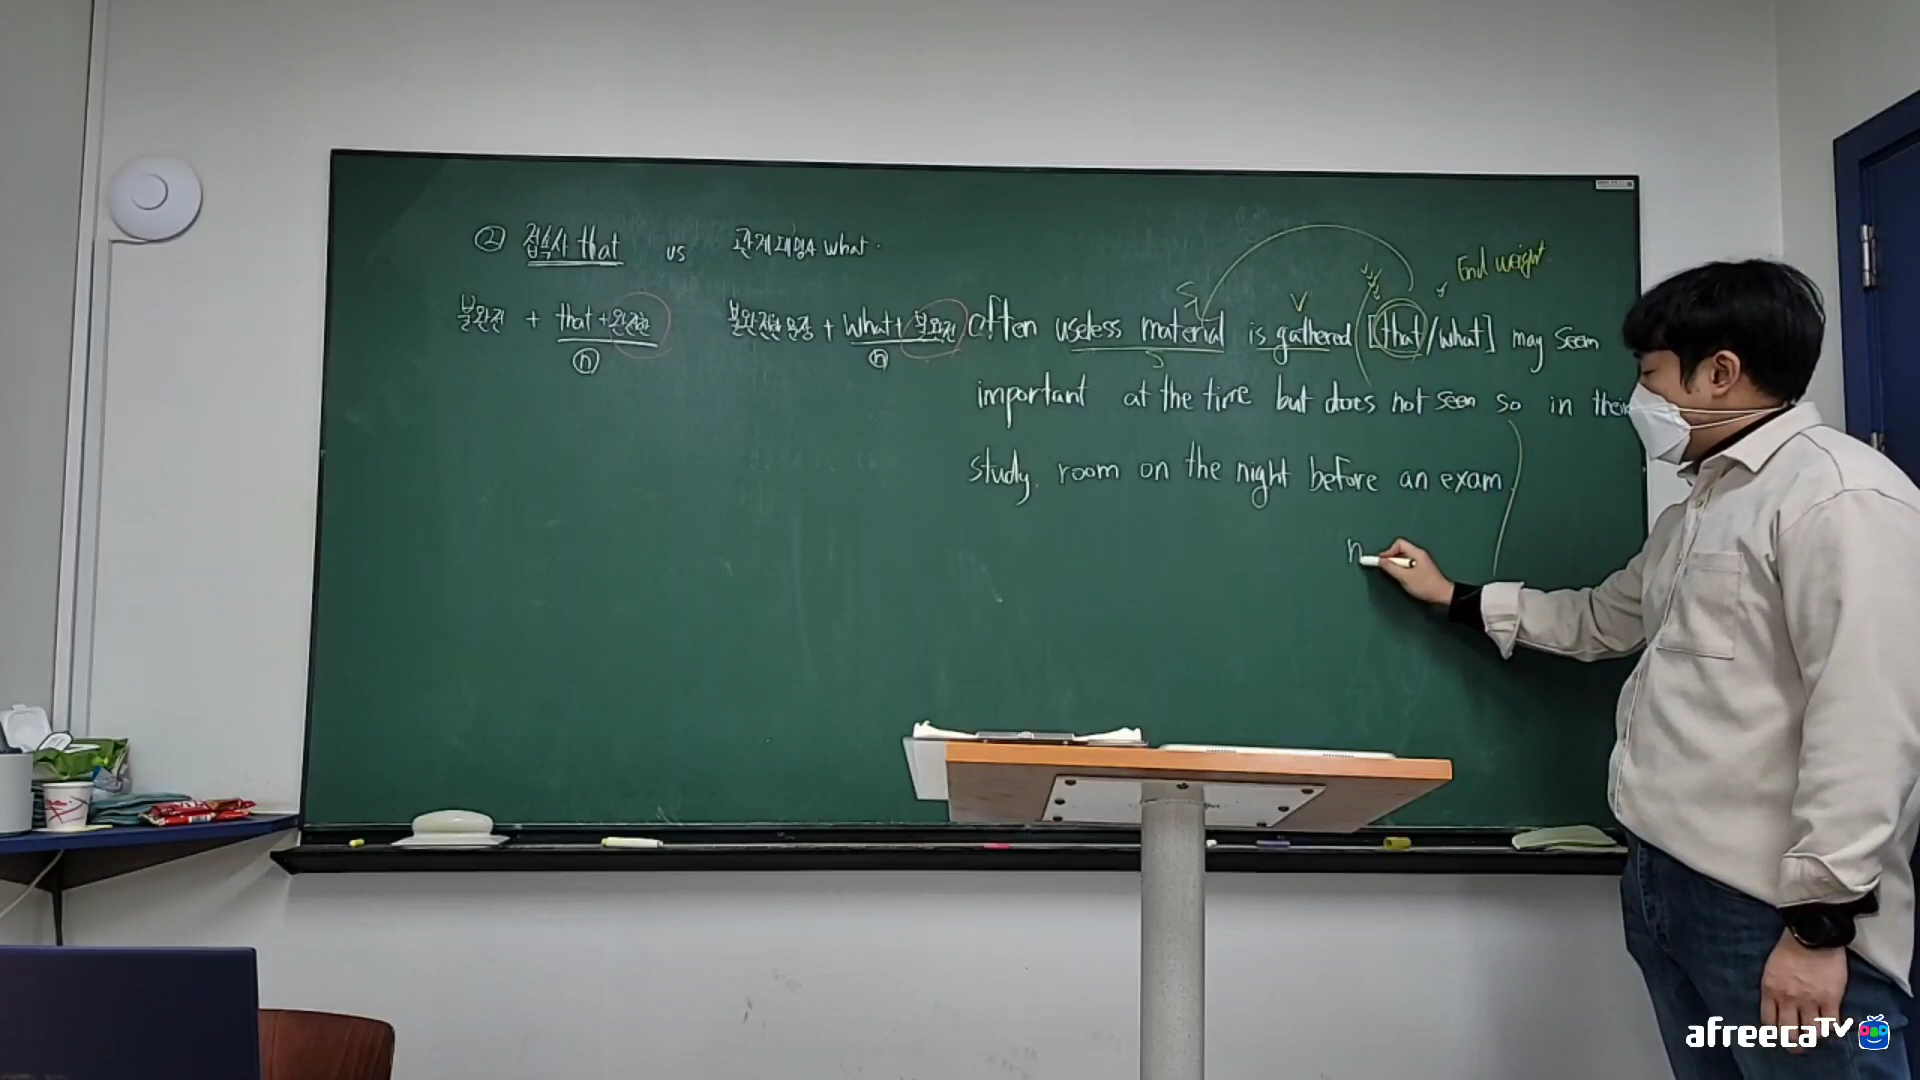 ② 접속사 that vs 관계대명사 what.
불완전 + that + 완전한
ⓝ
불완전한 문장 + what + 불완전
ⓝ
End weight
S
V
often useless material is gathered [that/what] may seem
S
important at the time but does not seem so in their
study room on the night before an exam.
n
afreecaTV